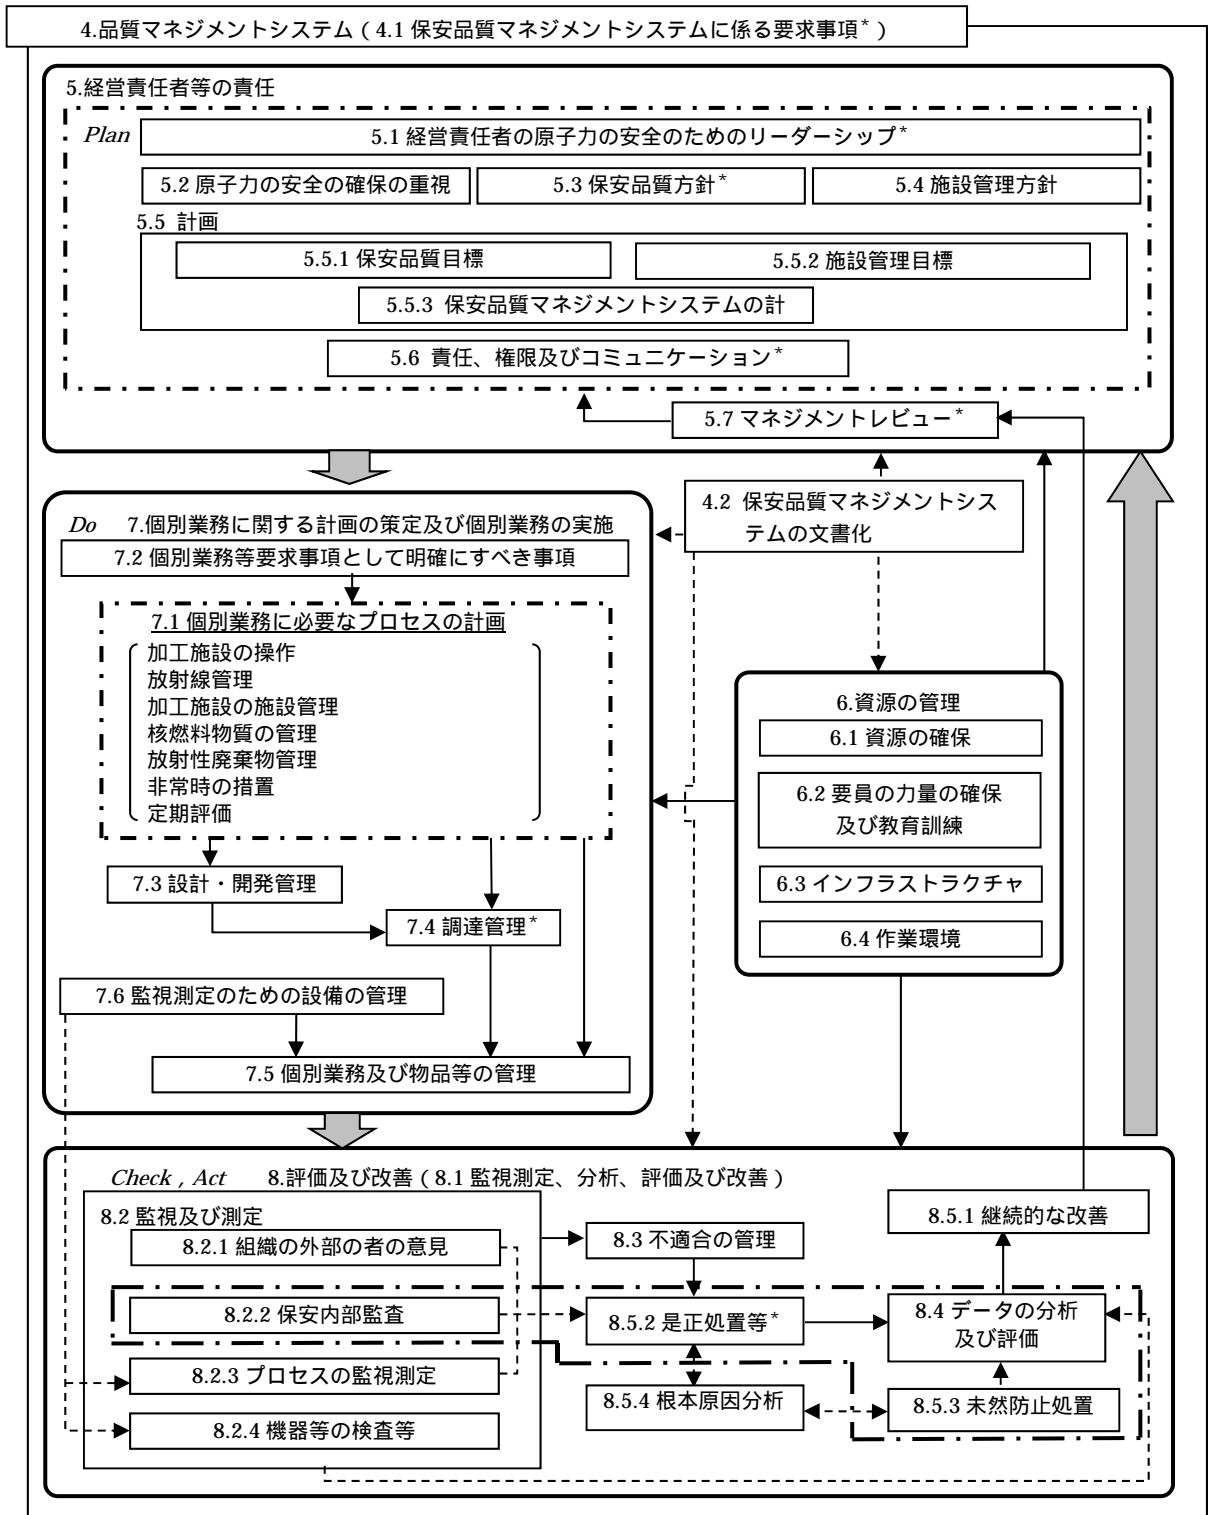 4.品質マネジメントシステム（4.1 保安品質マネジメントシステムに係る要求事項*）
5.経営責任者等の責任
Plan
5.1 経営責任者の原子力の安全のためのリーダーシップ*
5.2 原子力の安全の確保の重視
5.3 保安品質方針*
5.4 施設管理方針
5.5 計画
5.5.1 保安品質目標
5.5.2 施設管理目標
5.5.3 保安品質マネジメントシステムの計
5.6 責任、権限及びコミュニケーション*
5.7 マネジメントレビュー*
4.2 保安品質マネジメントシス
テムの文書化
Do 7.個別業務に関する計画の策定及び個別業務の実施
7.2 個別業務等要求事項として明確にすべき事項
7.1 個別業務に必要なプロセスの計画
加工施設の操作
放射線管理
加工施設の施設管理
核燃料物質の管理
放射性廃棄物管理
非常時の措置
定期評価
7.3 設計・開発管理
7.4 調達管理*
7.6 監視測定のための設備の管理
7.5 個別業務及び物品等の管理
6.資源の管理
6.1 資源の確保
6.2 要員の力量の確保
及び教育訓練
6.3 インフラストラクチャ
6.4 作業環境
Check , Act 8.評価及び改善（8.1 監視測定、分析、評価及び改善）
8.2 監視及び測定
8.2.1 組織の外部の者の意見
8.2.2 保安内部監査
8.2.3 プロセスの監視測定
8.2.4 機器等の検査等
8.3 不適合の管理
8.5.2 是正処置等*
8.5.4 根本原因分析
8.5.1 継続的な改善
8.4 データの分析
及び評価
8.5.3 未然防止処置